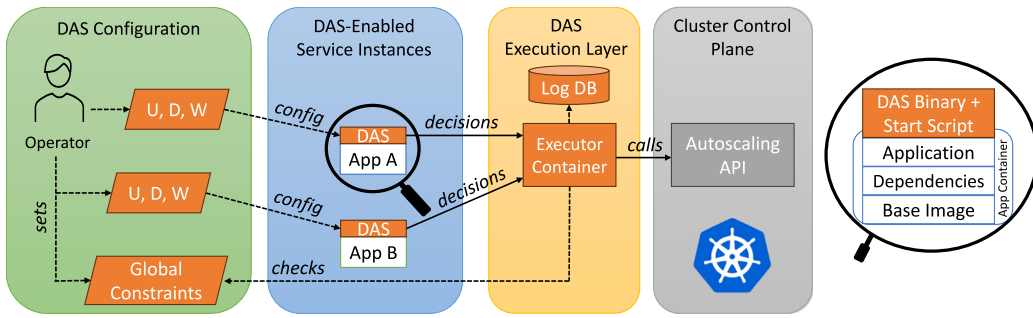 DAS Configuration
Operator
U, D, W
U, D, W
sets
Global
Constraints
config
config
checks
DAS-Enabled
Service Instances
DAS
App A
DAS
App B
decisions
decisions
DAS
Execution Layer
Log DB
Executor
Container
calls
Cluster Control
Plane
Autoscaling
API
DAS Binary +
Start Script
Application
Dependencies
Base Image
App Container